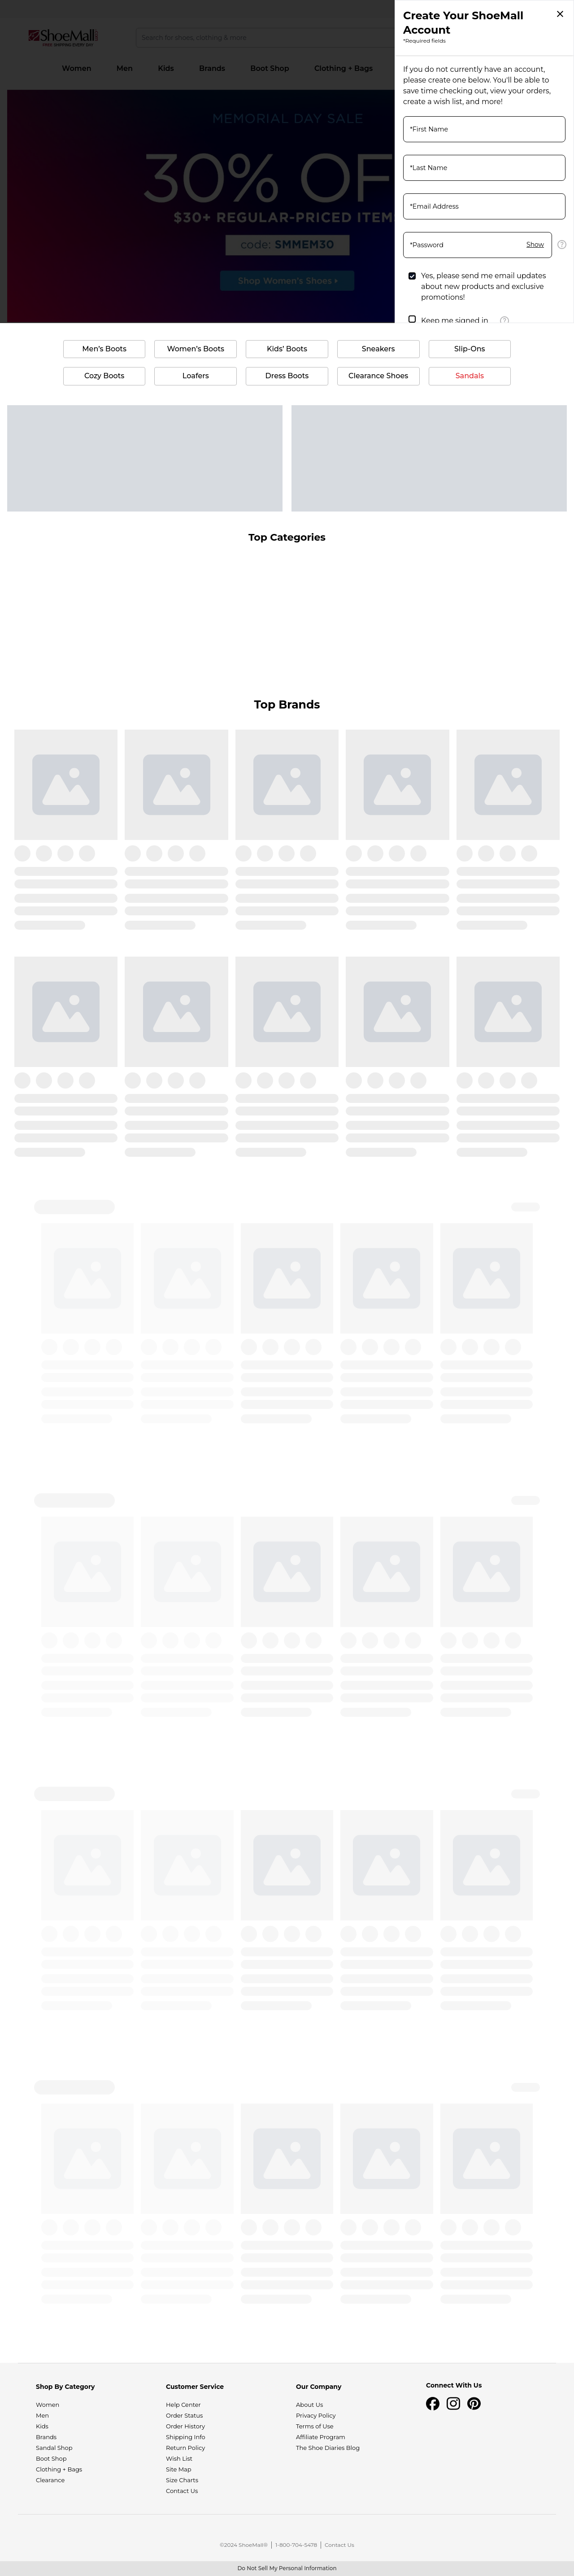 ShoeMall
FREE SHIPPING EVERY DAY
Search for shoes, clothing & more
Women
Men
Kids
Brands
Boot Shop
Clothing + Bags
MEMORIAL DAY SALE
30% OF
$30+ REGULAR-PRICED ITEM
code: SMMEM30
Shop Women's Shoes
Create Your ShoeMall
Account
*Required fields
If you do not currently have an account,
please create one below. You'll be able to
save time checking out, view your orders,
create a wish list, and more!
*First Name
*Last Name
*Email Address
*Password
Show
?
Yes, please send me email updates
about new products and exclusive
promotions!
Keep me signed in
?
Men's Boots
Women's Boots
Kids' Boots
Sneakers
Slip-Ons
Cozy Boots
Loafers
Dress Boots
Clearance Shoes
Sandals
Top Categories
Top Brands
Shop By Category
Women
Men
Kids
Brands
Sandal Shop
Boot Shop
Clothing + Bags
Clearance
Customer Service
Help Center
Order Status
Order History
Shipping Info
Return Policy
Wish List
Site Map
Size Charts
Contact Us
Our Company
About Us
Privacy Policy
Terms of Use
Affiliate Program
The Shoe Diaries Blog
Connect With Us
©2024 ShoeMall® | 1-800-704-5478 | Contact Us
Do Not Sell My Personal Information